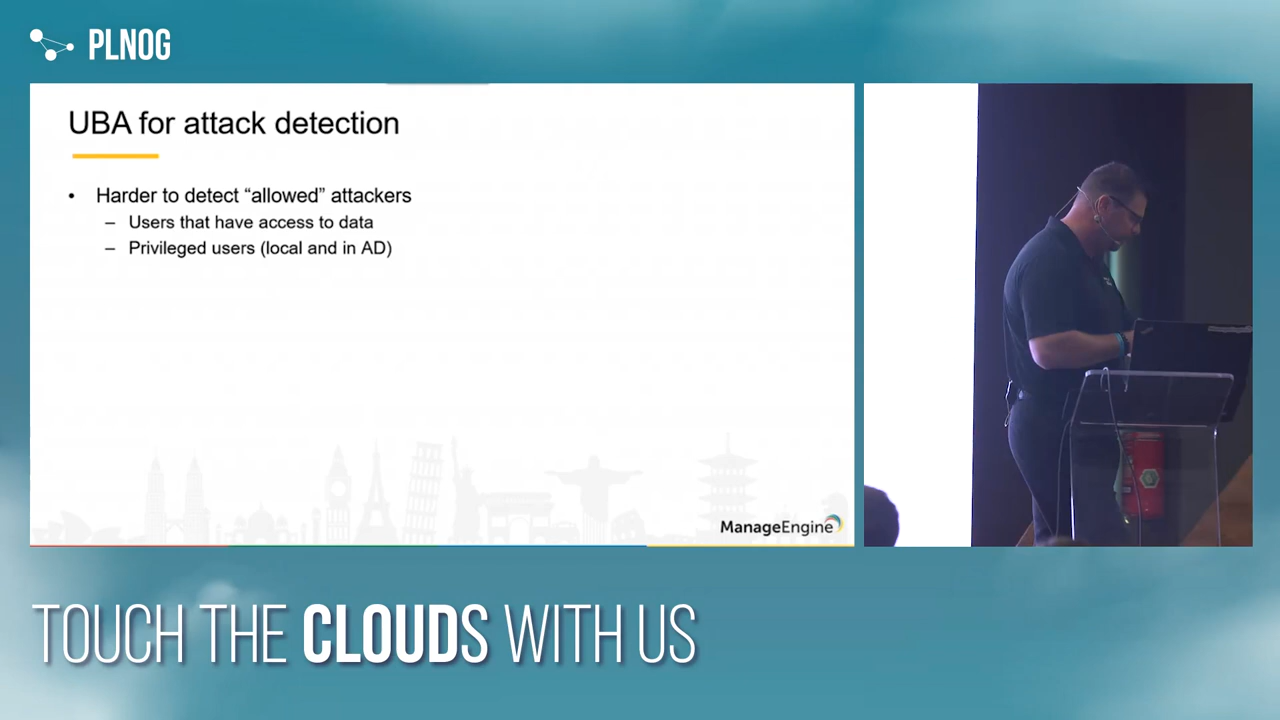 PLNOG
UBA for attack detection
• Harder to detect “allowed” attackers
– Users that have access to data
– Privileged users (local and in AD)
ManageEngine
TOUCH THE CLOUDS WITH US